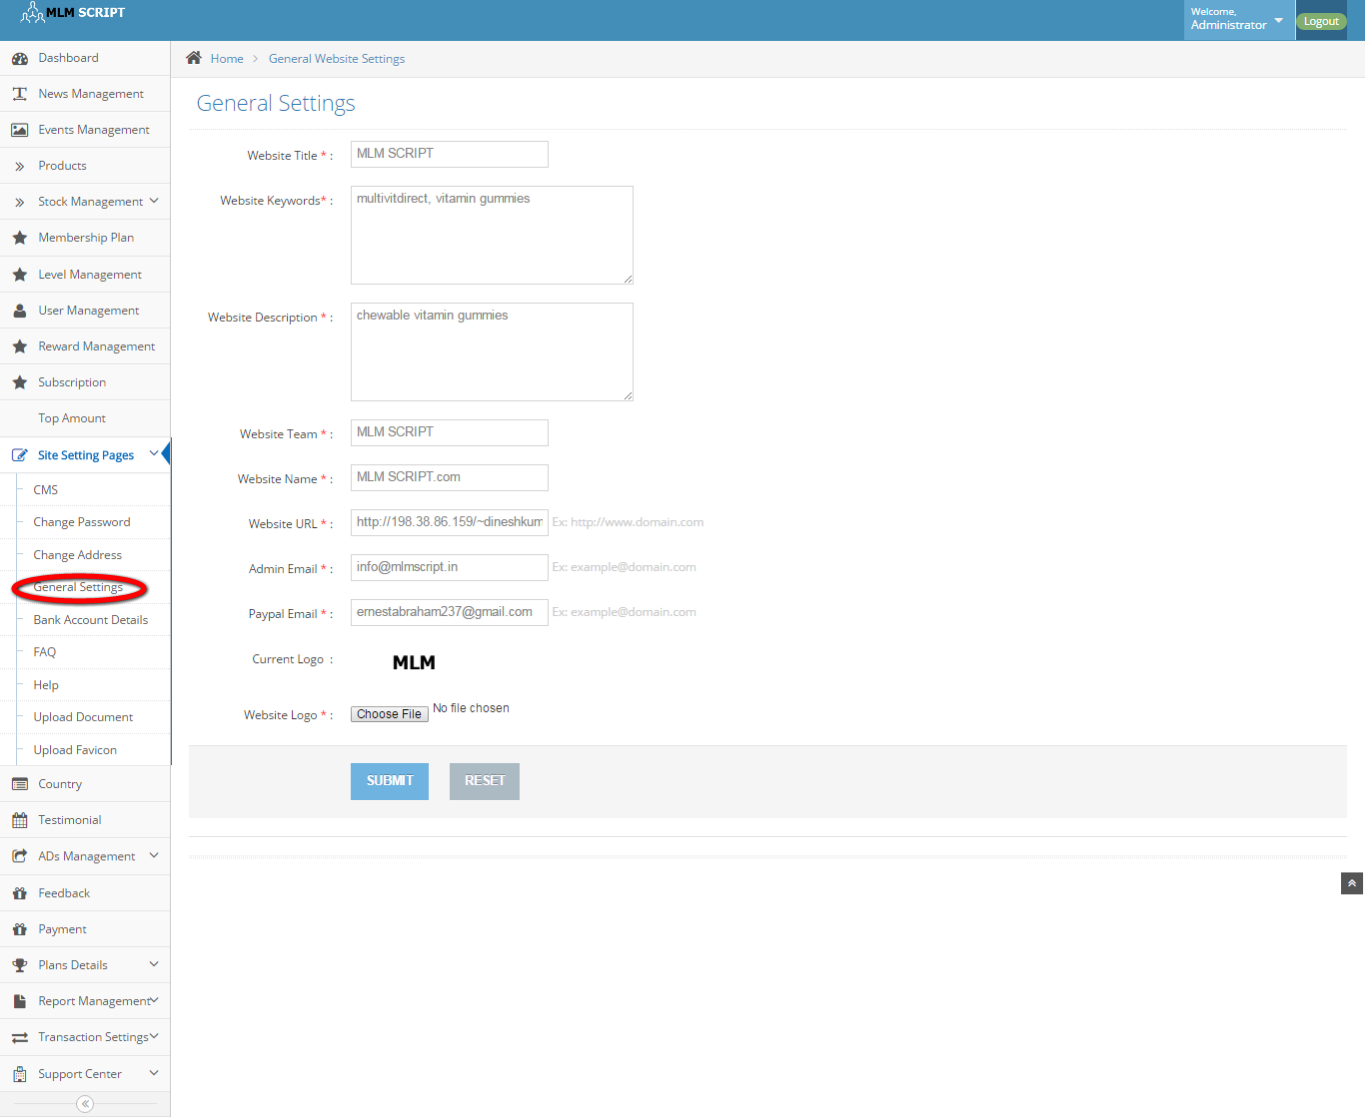 MLM SCRIPT
Welcome,
Administrator
Logout
Dashboard
News Management
Events Management
Products
Stock Management
Membership Plan
Level Management
User Management
Reward Management
Subscription
Top Amount
Site Setting Pages
CMS
Change Password
Change Address
General Settings
Bank Account Details
FAQ
Help
Upload Document
Upload Favicon
Country
Testimonial
ADs Management
Feedback
Payment
Plans Details
Report Management
Transaction Settings
Support Center
Home > General Website Settings
General Settings
Website Title * : MLM SCRIPT
Website Keywords* : multivitdirect, vitamin gummies
Website Description * : chewable vitamin gummies
Website Team * : MLM SCRIPT
Website Name * : MLM SCRIPT.com
Website URL * : http://198.38.86.159/~dineshkum Ex: http://www.domain.com
Admin Email * : info@mlmscript.in Ex: example@domain.com
Paypal Email * : ernestabraham237@gmail.com Ex: example@domain.com
Current Logo : MLM
Website Logo * : Choose File No file chosen
SUBMIT RESET